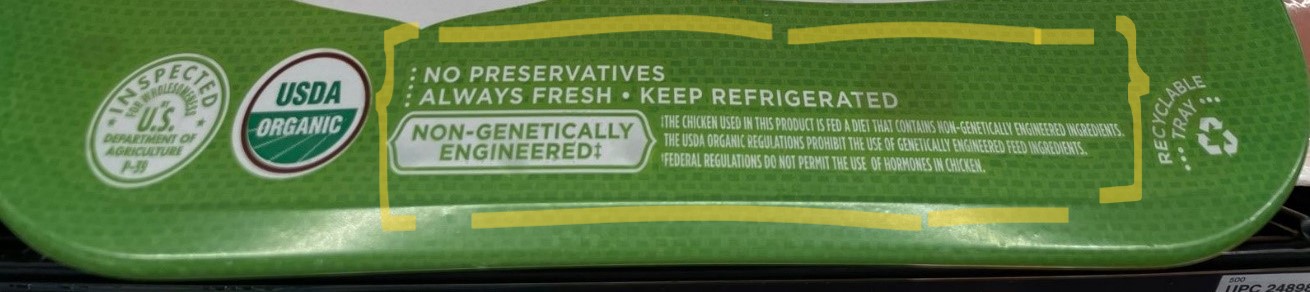 INSPECTED
FOR WHOLESOMENESS
BY
U.S.
DEPARTMENT OF
AGRICULTURE
P-39
USDA
ORGANIC
NO PRESERVATIVES
ALWAYS FRESH • KEEP REFRIGERATED
NON-GENETICALLY
ENGINEERED‡
‡THE CHICKEN USED IN THIS PRODUCT IS FED A DIET THAT CONTAINS NON-GENETICALLY ENGINEERED INGREDIENTS.
THE USDA ORGANIC REGULATIONS PROHIBIT THE USE OF GENETICALLY ENGINEERED FEED INGREDIENTS.
†FEDERAL REGULATIONS DO NOT PERMIT THE USE OF HORMONES IN CHICKEN.
RECYCLABLE
TRAY
500